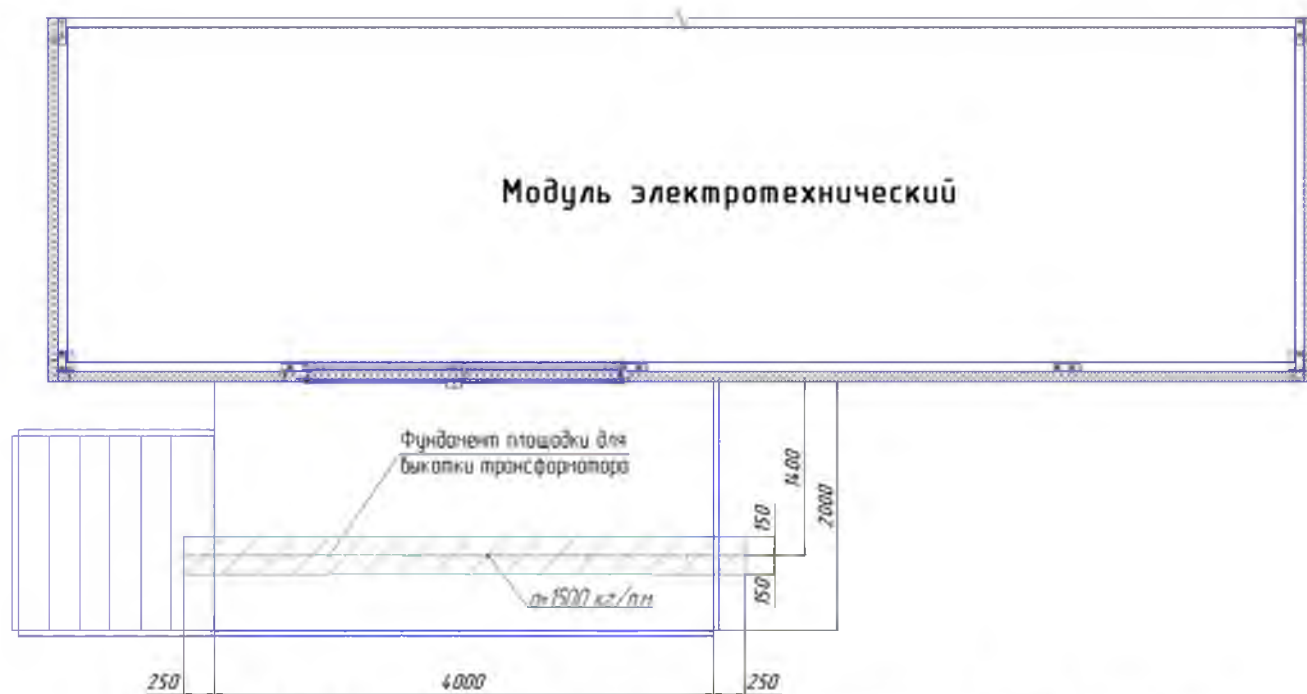 Модуль электротехнический
Фундамент площадки для
выкатки трансформатора
1400
2000
150
150
n=1500 кг/п.м
250
4000
250